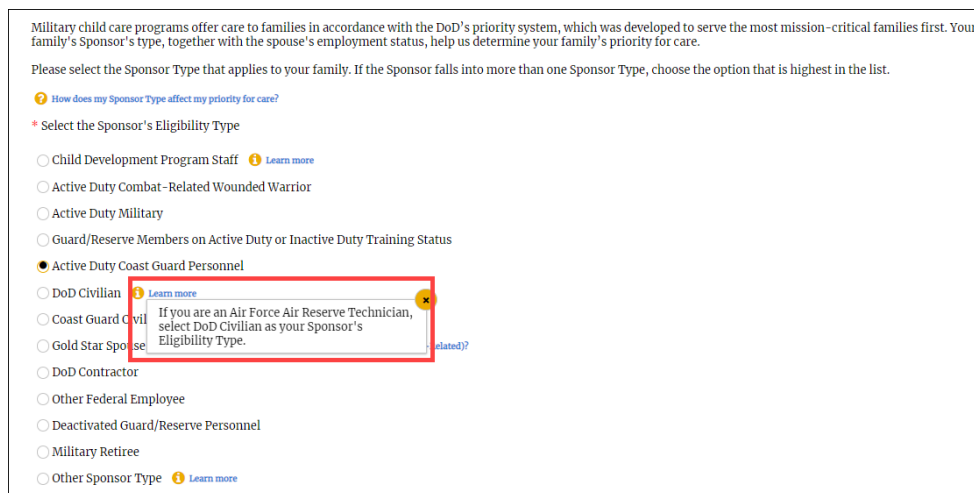 Military child care programs offer care to families in accordance with the DoD's priority system, which was developed to serve the most mission-critical families first. Your
family's Sponsor's type, together with the spouse's employment status, help us determine your family's priority for care.
Please select the Sponsor Type that applies to your family. If the Sponsor falls into more than one Sponsor Type, choose the option that is highest in the list.
? How does my Sponsor Type affect my priority for care?
* Select the Sponsor's Eligibility Type
Child Development Program Staff i Learn more
Active Duty Combat-Related Wounded Warrior
Active Duty Military
Guard/Reserve Members on Active Duty or Inactive Duty Training Status
Active Duty Coast Guard Personnel
DoD Civilian i Learn more
If you are an Air Force Air Reserve Technician,
select DoD Civilian as your Sponsor's
Eligibility Type.
Coast Guard
Gold Star
DoD Contractor
Other Federal Employee
Deactivated Guard/Reserve Personnel
Military Retiree
Other Sponsor Type i Learn more